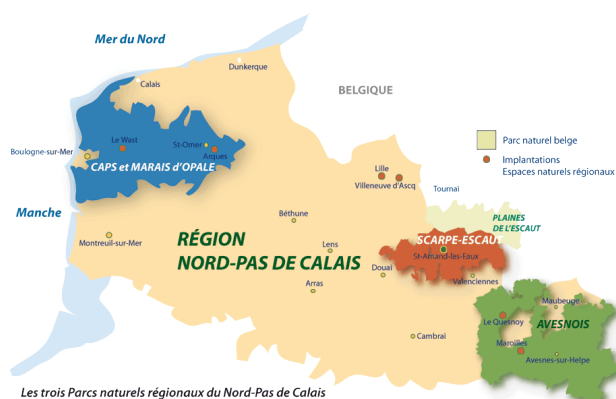 Mer du Nord
Dunkerque
Calais
BELGIQUE
Parc naturel belge
Implantations
Espaces naturels régionaux
Le Wast
St-Omer
Arques
Boulogne-sur-Mer
CAPS et MARAIS d'OPALE
Lille
Villeneuve d'Ascq
Tournai
Manche
Béthune
PLAINES
DE L'ESCAUT
Montreuil-sur-Mer
RÉGION
NORD-PAS DE CALAIS
Lens
SCARPE-ESCAUT
St-Amand-les-Eaux
Douai
Valenciennes
Arras
Maubeuge
Le Quesnoy
AVESNOIS
Cambrai
Maroilles
Avesnes-sur-Helpe
Les trois Parcs naturels régionaux du Nord-Pas de Calais